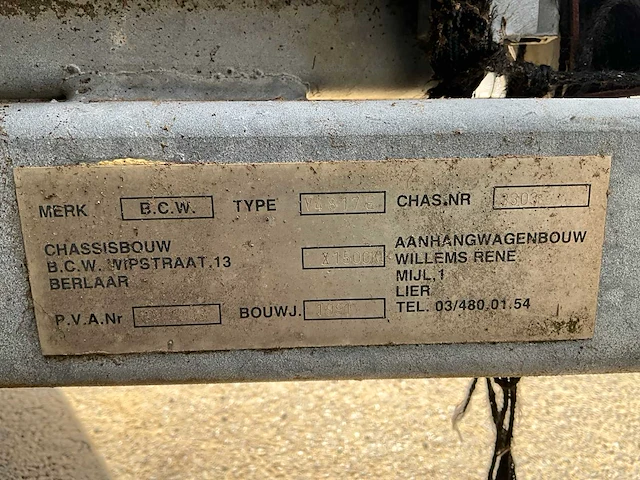 MERK B.C.W. TYPE CHAS.NR
CHASSISBOUW
B.C.W. WIPSTRAAT.13
BERLAAR
AANHANGWAGENBOUW
WILLEMS RENE
MIJL,1
LIER
TEL. 03/480.01.54
P.V.A.Nr BOUWJ.